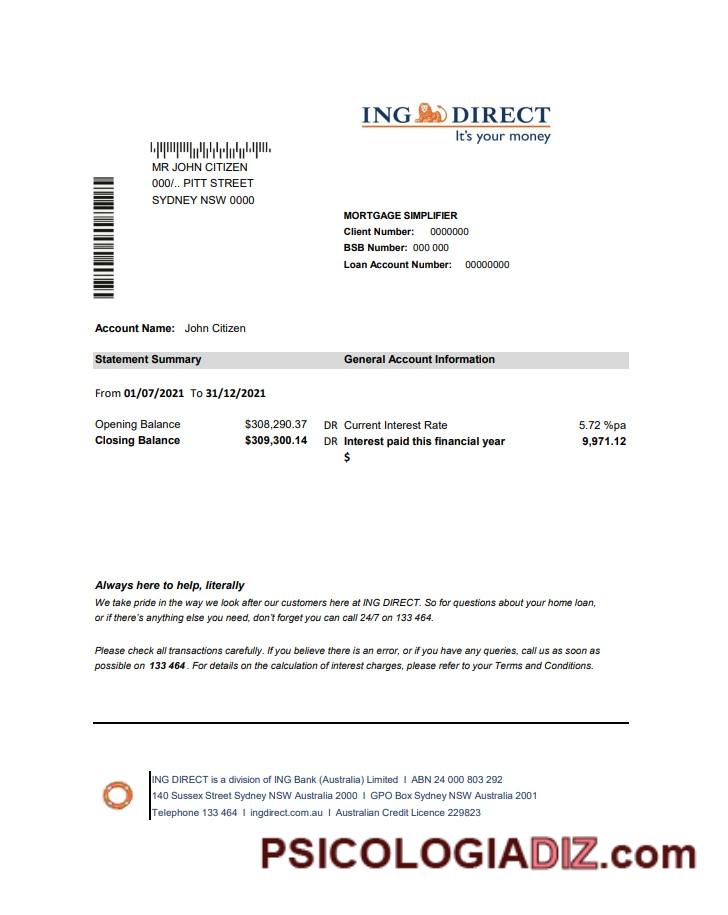 ING DIRECT
It's your money
MR JOHN CITIZEN
000/.. PITT STREET
SYDNEY NSW 0000
MORTGAGE SIMPLIFIER
Client Number: 0000000
BSB Number: 000 000
Loan Account Number: 00000000
Account Name: John Citizen
Statement Summary General Account Information
From 01/07/2021 To 31/12/2021
Opening Balance $308,290.37 DR Current Interest Rate 5.72 %pa
Closing Balance $309,300.14 DR Interest paid this financial year 9,971.12
$
Always here to help, literally
We take pride in the way we look after our customers here at ING DIRECT. So for questions about your home loan,
or if there's anything else you need, don't forget you can call 24/7 on 133 464.
Please check all transactions carefully. If you believe there is an error, or if you have any queries, call us as soon as
possible on 133 464 . For details on the calculation of interest charges, please refer to your Terms and Conditions.
ING DIRECT is a division of ING Bank (Australia) Limited I ABN 24 000 803 292
140 Sussex Street Sydney NSW Australia 2000 I GPO Box Sydney NSW Australia 2001
Telephone 133 464 I ingdirect.com.au I Australian Credit Licence 229823
PSICOLOGIADIZ.com